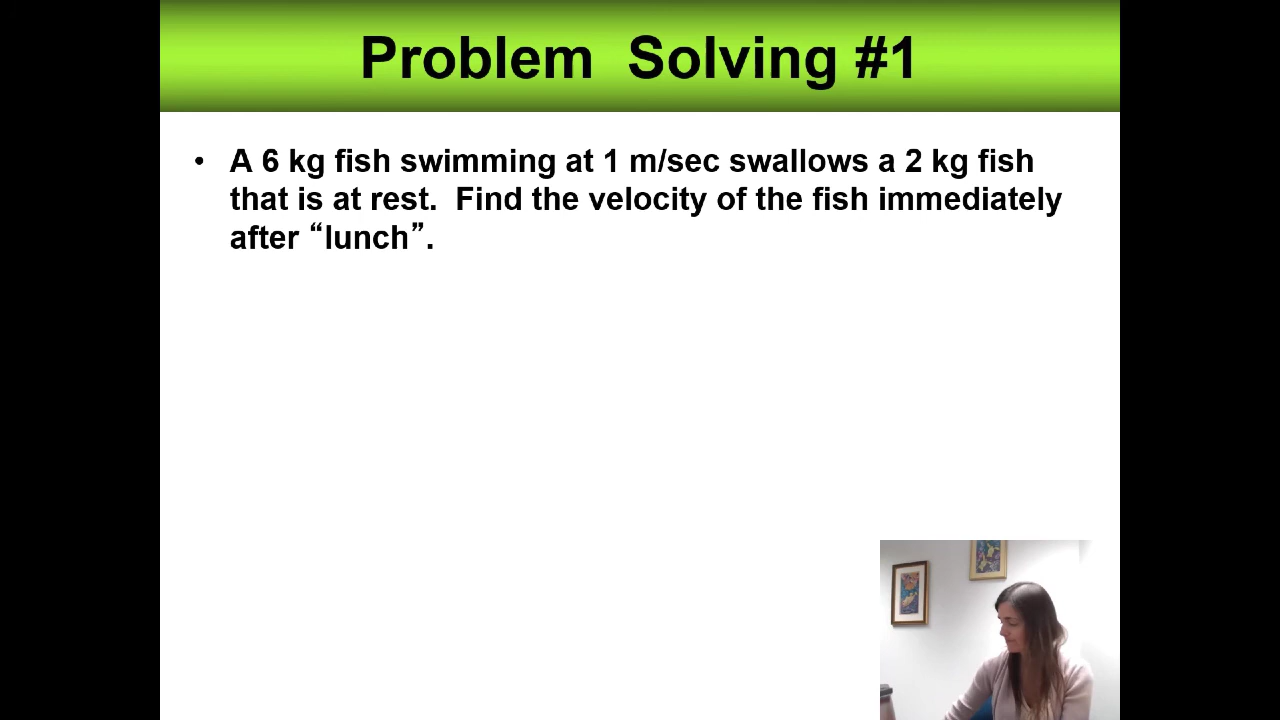 Problem Solving #1
• A 6 kg fish swimming at 1 m/sec swallows a 2 kg fish
that is at rest. Find the velocity of the fish immediately
after “lunch”.